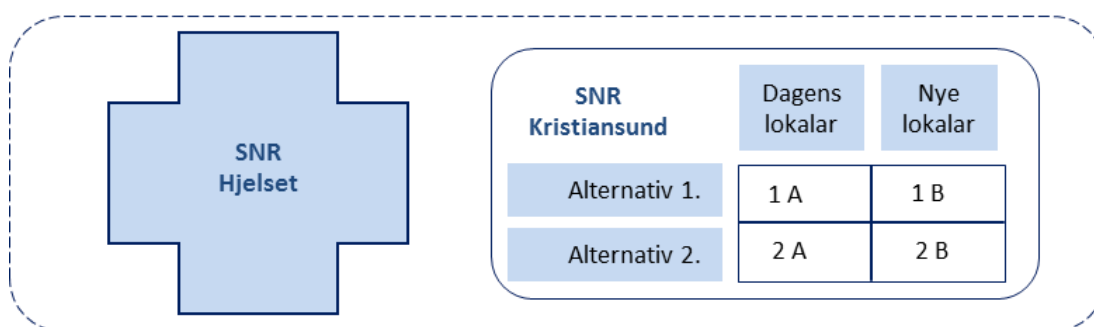 SNR
Hjelset
SNR
Kristiansund
Dagens
lokalar
Nye
lokalar
Alternativ 1.
1 A
1 B
Alternativ 2.
2 A
2 B